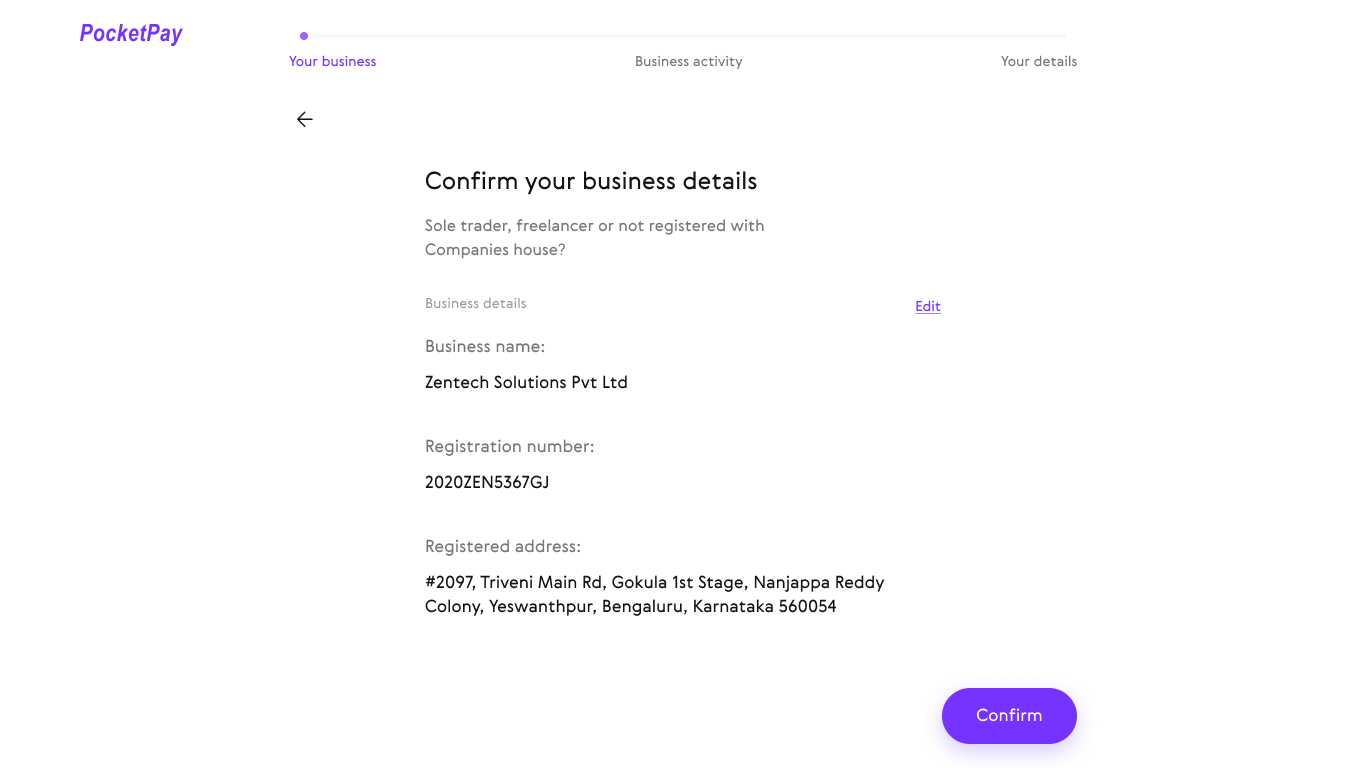 PocketPay
Your business
Business activity
Your details
Confirm your business details
Sole trader, freelancer or not registered with
Companies house?
Business details
Edit
Business name:
Zentech Solutions Pvt Ltd
Registration number:
2020ZEN5367GJ
Registered address:
#2097, Triveni Main Rd, Gokula 1st Stage, Nanjappa Reddy
Colony, Yeswanthpur, Bengaluru, Karnataka 560054
Confirm